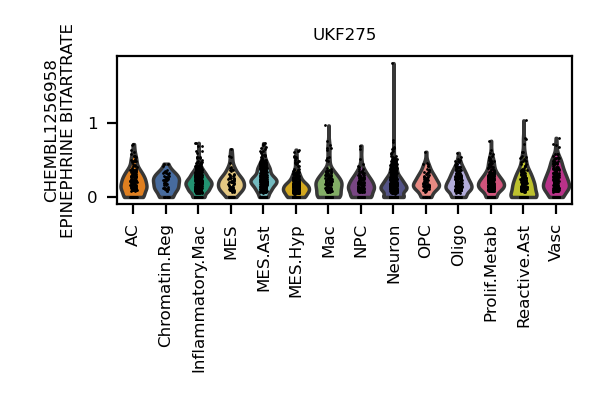 UKF275
CHEMBL1256958
EPINEPHRINE BITARTRATE
1
0
AC
Chromatin.Reg
Inflammatory.Mac
MES
MES.Ast
MES.Hyp
Mac
NPC
Neuron
OPC
Oligo
Prolif.Metab
Reactive.Ast
Vasc